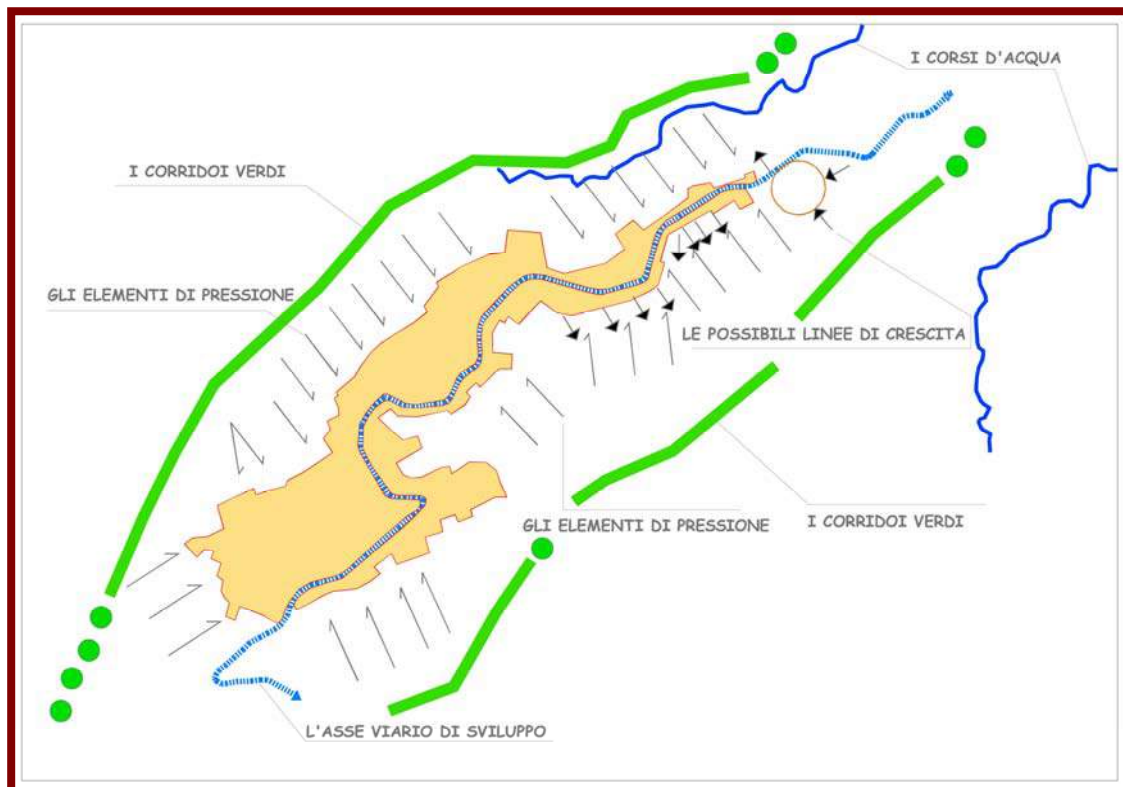 I CORSI D'ACQUA
I CORRIDOI VERDI
GLI ELEMENTI DI PRESSIONE
LE POSSIBILI LINEE DI CRESCITA
GLI ELEMENTI DI PRESSIONE
I CORRIDOI VERDI
L'ASSE VIARIO DI SVILUPPO